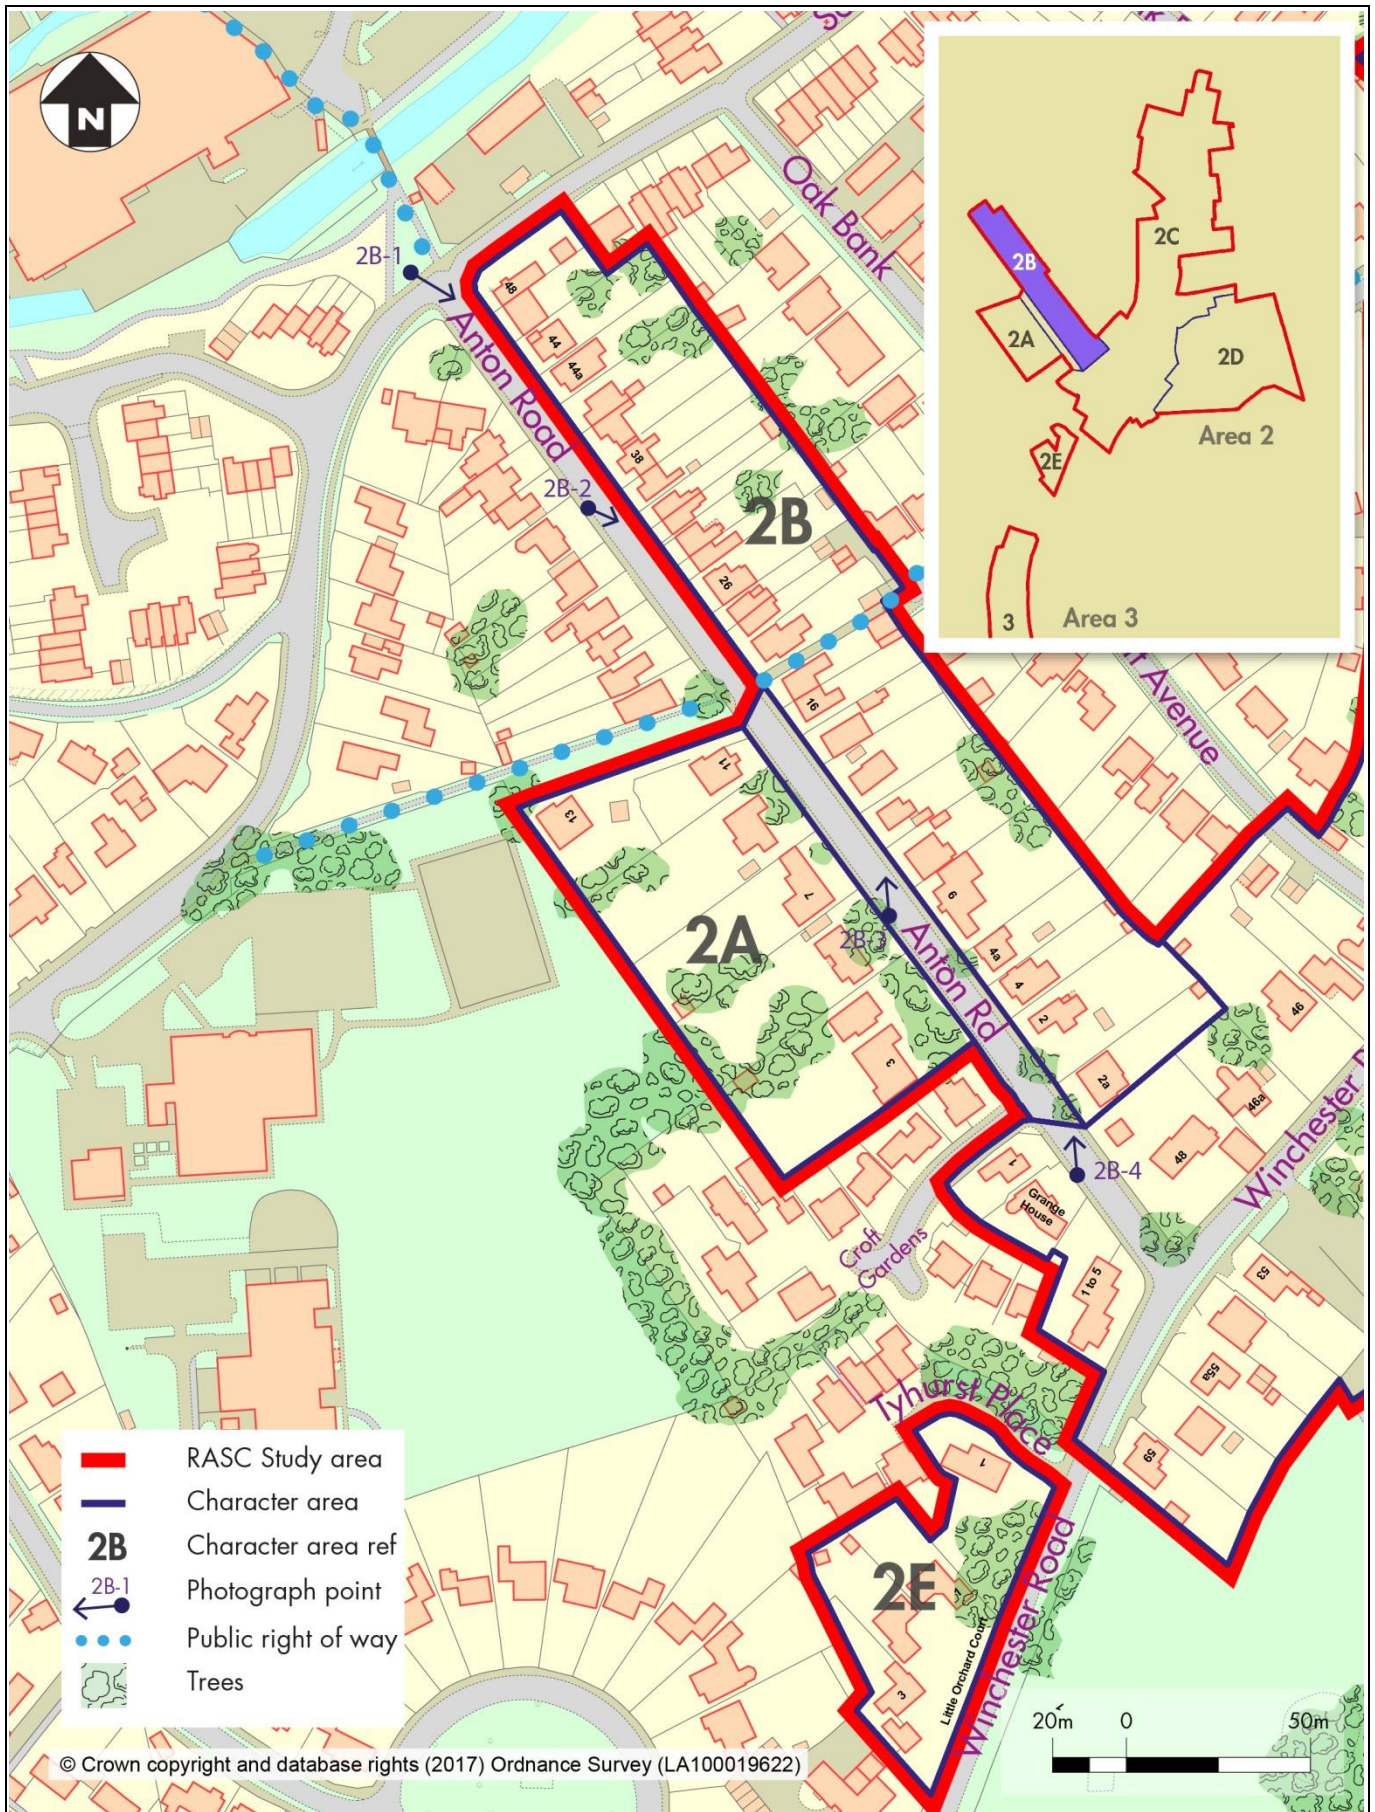 N
Oak Bank
2B-1
Anton Road
48
44
44a
38
2B-2
2B
26
16
11
13
7
2A
2B-3
Anton Rd
9
4a
4
2
2a
3
2B-4
Avenue
46
46a
48
Winchester
1
Grange
House
Croft
Gardens
1 to 5
53
55a
59
Tyhurst Place
1
2E
3
Little Orchard Court
Winchester Road
2C
2B
2A
2D
2E
Area 2
3
Area 3
RASC Study area
Character area
2B
Character area ref
2B-1
Photograph point
Public right of way
Trees
20m 0 50m
© Crown copyright and database rights (2017) Ordnance Survey (LA100019622)